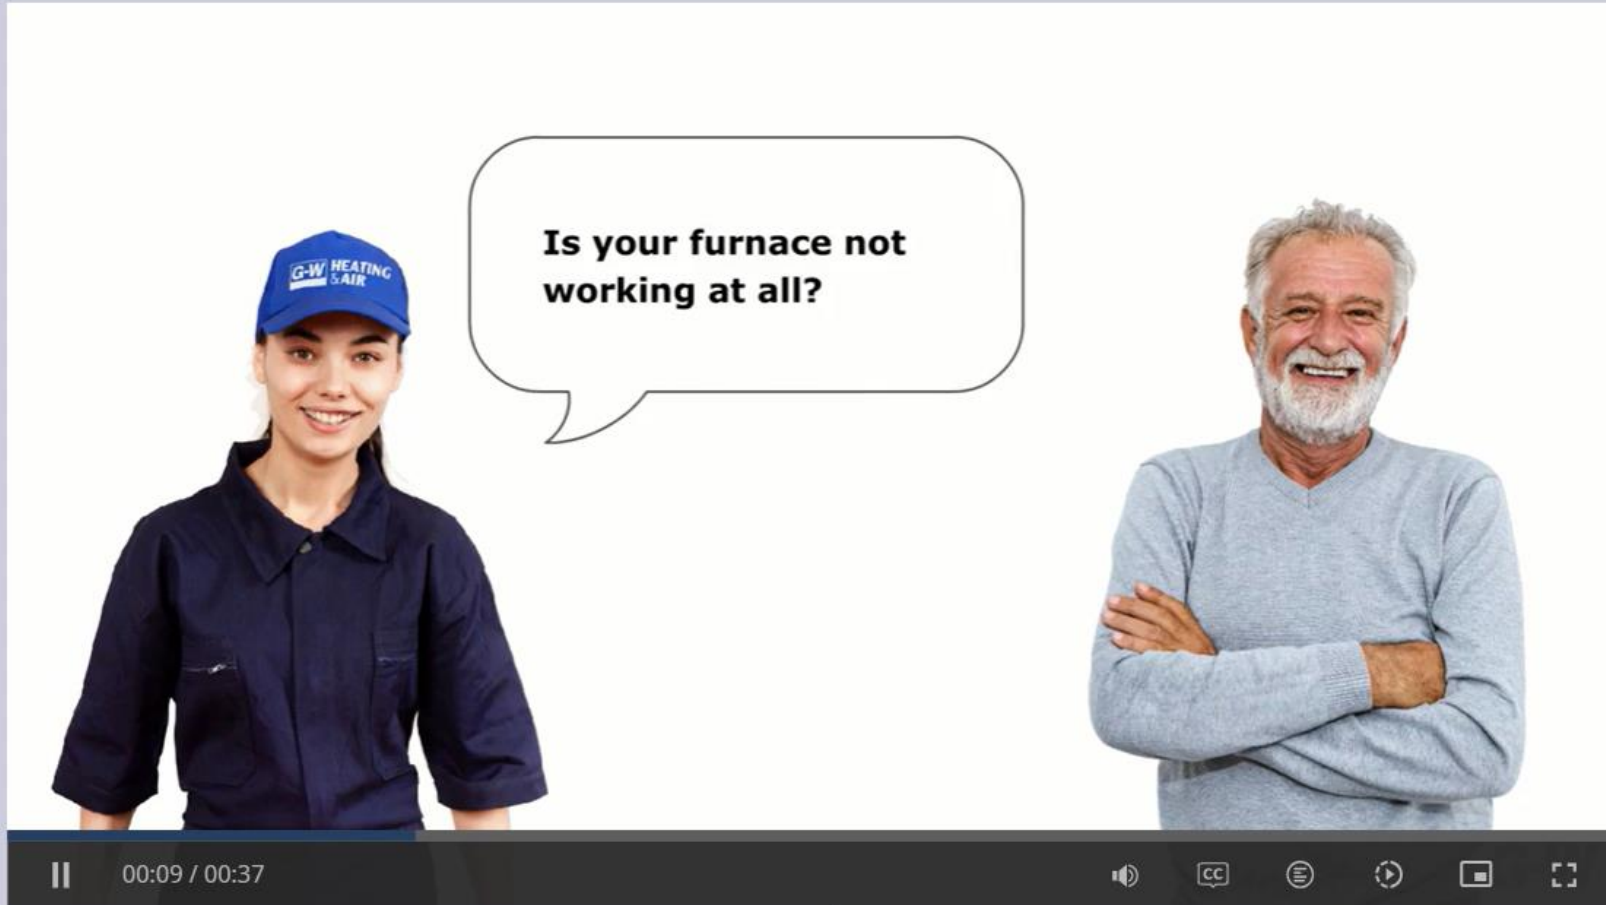 G-W HEATING
& AIR
Is your furnace not
working at all?
00:09 / 00:37
CC